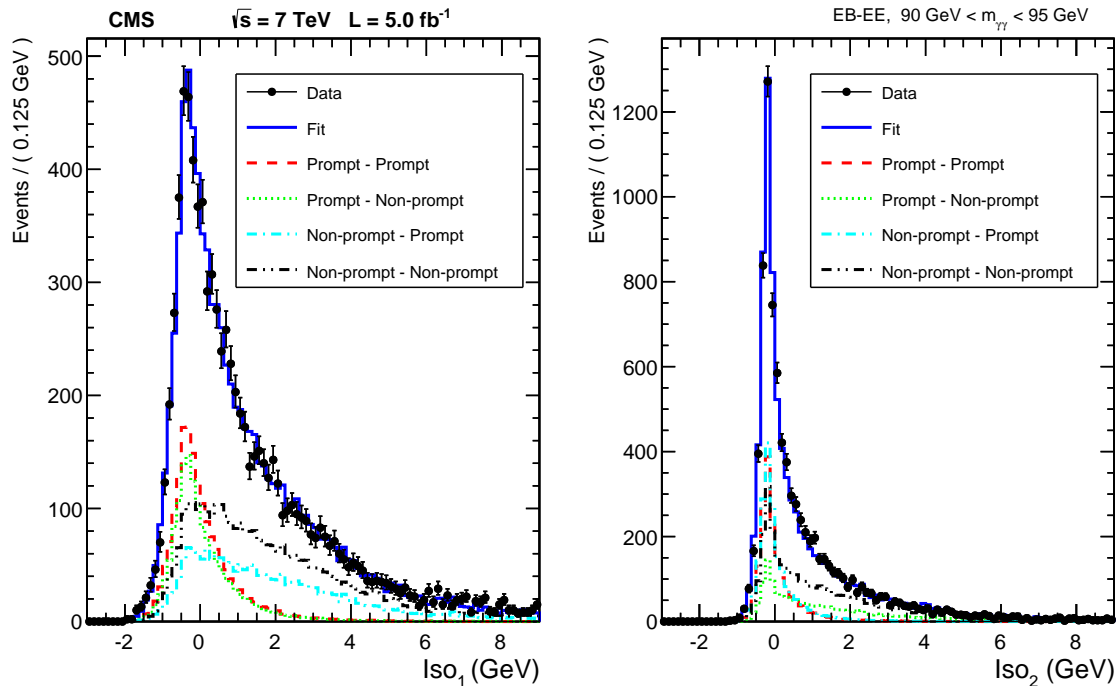 CMS √s = 7 TeV L = 5.0 fb⁻¹
Events / ( 0.125 GeV )
500
400
300
200
100
0
Data
Fit
Prompt - Prompt
Prompt - Non-prompt
Non-prompt - Prompt
Non-prompt - Non-prompt
-2 0 2 4 6 8
Iso₁ (GeV)
EB-EE, 90 GeV < mγγ < 95 GeV
Events / ( 0.125 GeV )
1200
1000
800
600
400
200
0
Data
Fit
Prompt - Prompt
Prompt - Non-prompt
Non-prompt - Prompt
Non-prompt - Non-prompt
-2 0 2 4 6 8
Iso₂ (GeV)